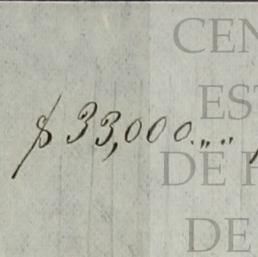 $ 33,000.,, ..
CEN
EST
DE
DE